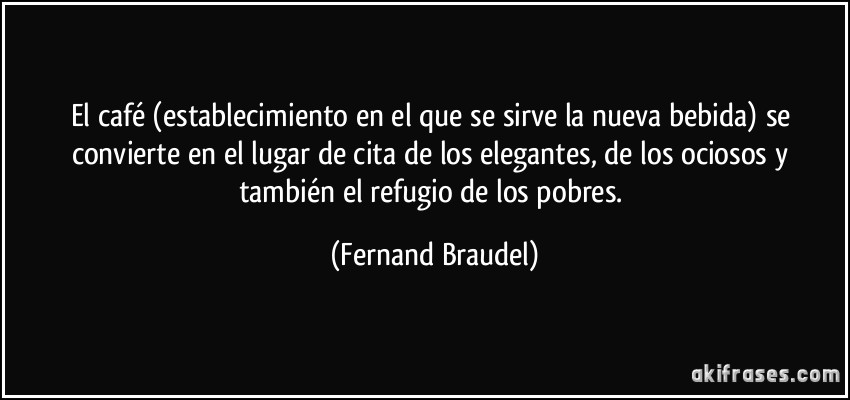 El café (establecimiento en el que se sirve la nueva bebida) se
convierte en el lugar de cita de los elegantes, de los ociosos y
también el refugio de los pobres.
(Fernand Braudel)
akifrases.com